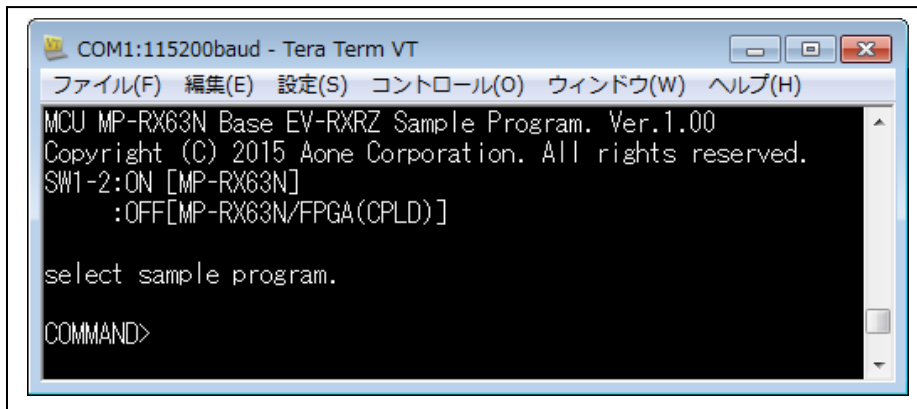 COM1:115200baud - Tera Term VT
ファイル(F) 編集(E) 設定(S) コントロール(O) ウィンドウ(W) ヘルプ(H)
MCU MP-RX63N Base EV-RXRZ Sample Program. Ver.1.00
Copyright (C) 2015 Aone Corporation. All rights reserved.
SW1-2:ON [MP-RX63N]
:OFF[MP-RX63N/FPGA(CPLD)]
select sample program.
COMMAND>